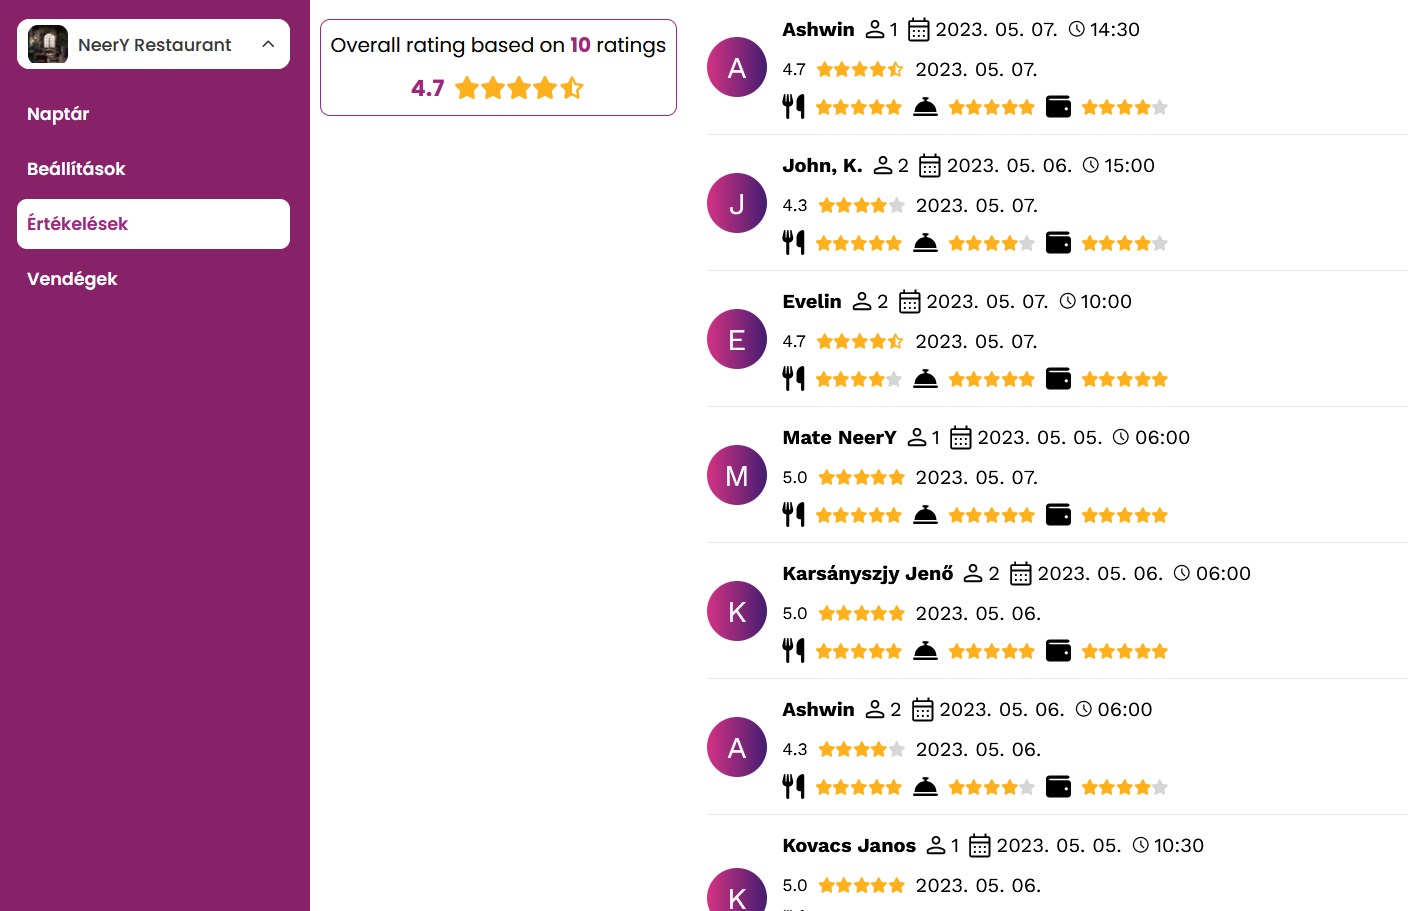 NeerY Restaurant
Naptár
Beállítások
Értékelések
Vendégek
Overall rating based on 10 ratings
4.7
A
Ashwin 1 2023. 05. 07. 14:30
4.7 2023. 05. 07.
J
John, K. 2 2023. 05. 06. 15:00
4.3 2023. 05. 07.
E
Evelin 2 2023. 05. 07. 10:00
4.7 2023. 05. 07.
M
Mate NeerY 1 2023. 05. 05. 06:00
5.0 2023. 05. 07.
K
Karsányszjy Jenő 2 2023. 05. 06. 06:00
5.0 2023. 05. 06.
A
Ashwin 2 2023. 05. 06. 06:00
4.3 2023. 05. 06.
K
Kovacs Janos 1 2023. 05. 05. 10:30
5.0 2023. 05. 06.